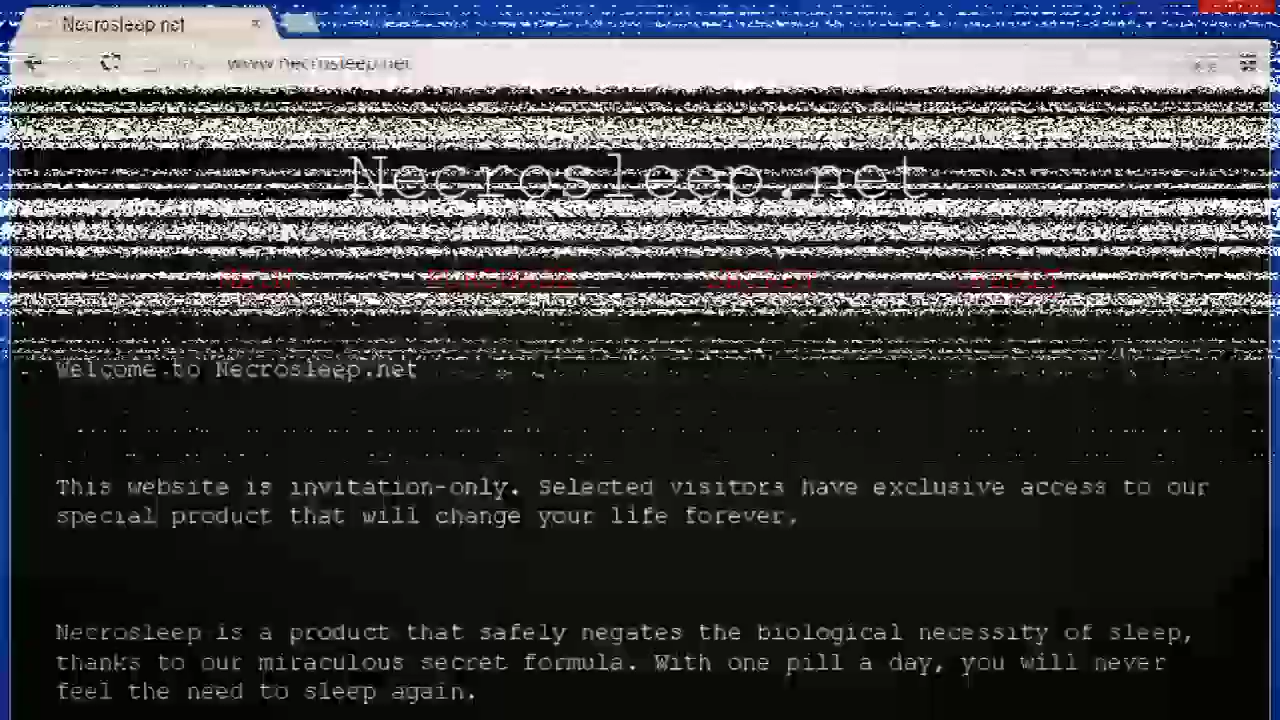 Necrosleep.net
www.necrosleep.net
Necrosleep.net
MAIN PURCHASE
Welcome to Necrosleep.net
This website is invitation-only. Selected visitors have exclusive access to our
special product that will change your life forever.
Necrosleep is a product that safely negates the biological necessity of sleep,
thanks to our miraculous secret formula. With one pill a day, you will never
feel the need to sleep again.